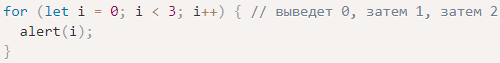 for (let i = 0; i < 3; i++) { // выведет 0, затем 1, затем 2
  alert(i);
}